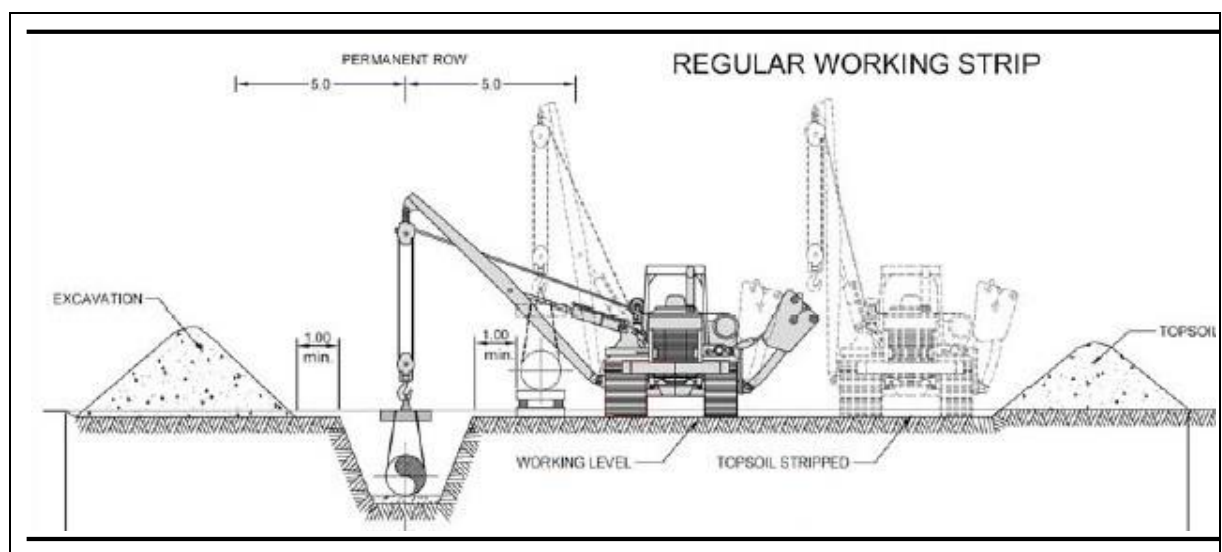 PERMANENT ROW
REGULAR WORKING STRIP
5.0
5.0
EXCAVATION
1.00
min.
1.00
min.
TOPSOIL
WORKING LEVEL
TOPSOIL STRIPPED